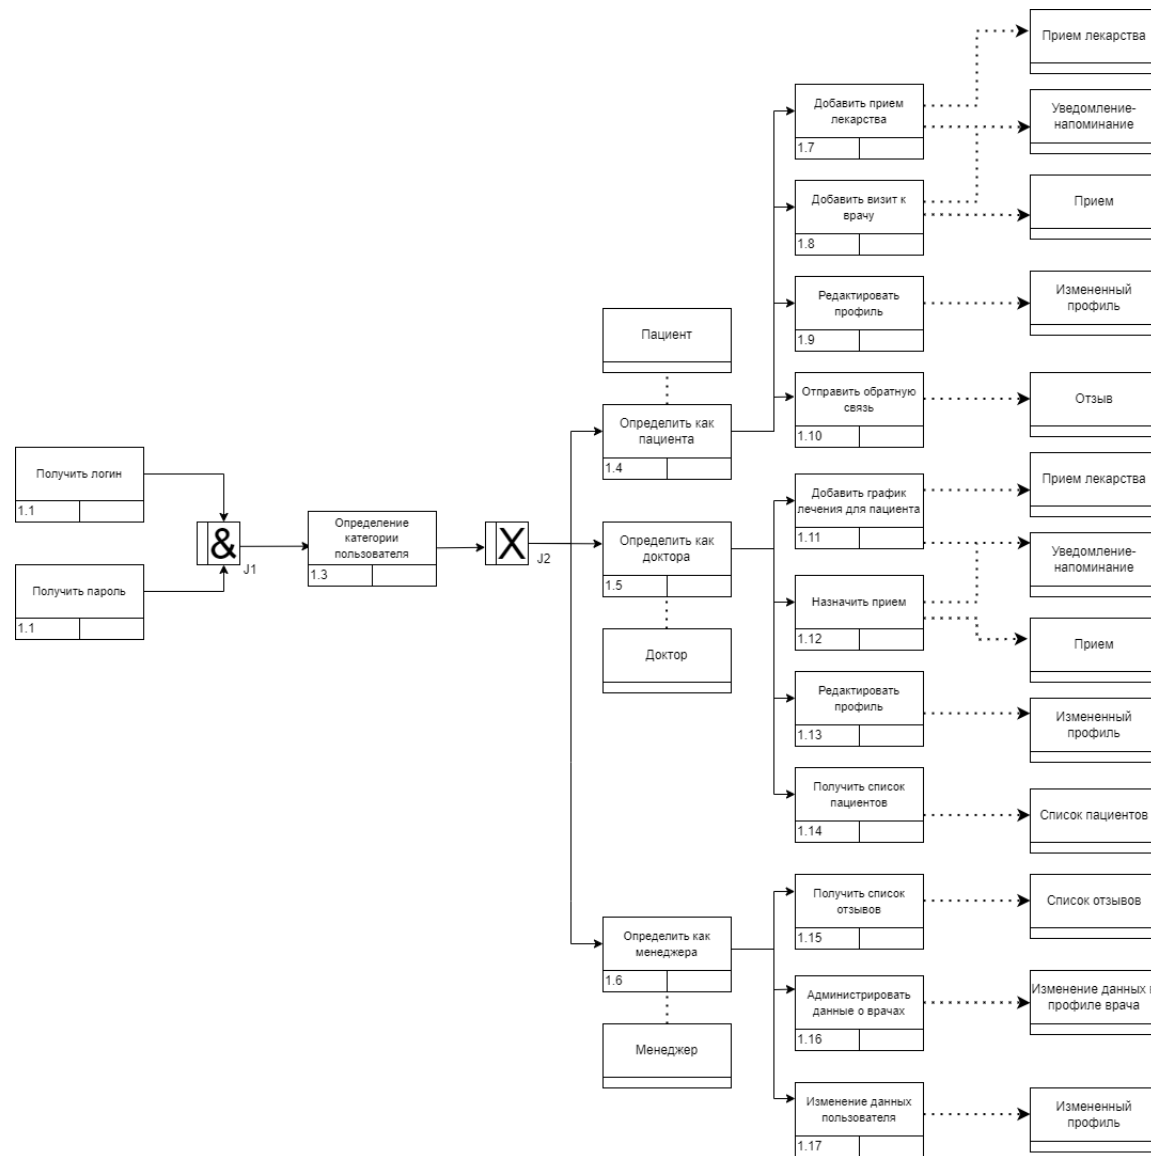 Прием лекарства
Добавить прием
лекарства
1.7
Уведомление-
напоминание
Добавить визит к
врачу
1.8
Прием
Редактировать
профиль
1.9
Измененный
профиль
Пациент
Отправить обратную
связь
1.10
Отзыв
Определить как
пациента
1.4
Получить логин
1.1
Прием лекарства
Добавить график
лечения для пациента
1.11
&
J1
Определение
категории
пользователя
1.3
X
J2
Определить как
доктора
1.5
Уведомление-
напоминание
Получить пароль
1.1
Назначить прием
1.12
Прием
Доктор
Редактировать
профиль
1.13
Измененный
профиль
Получить список
пациентов
1.14
Список пациентов
Получить список
отзывов
1.15
Список отзывов
Определить как
менеджера
1.6
Администрировать
данные о врачах
1.16
Изменение данных
профиле врача
Менеджер
Изменение данных
пользователя
1.17
Измененный
профиль